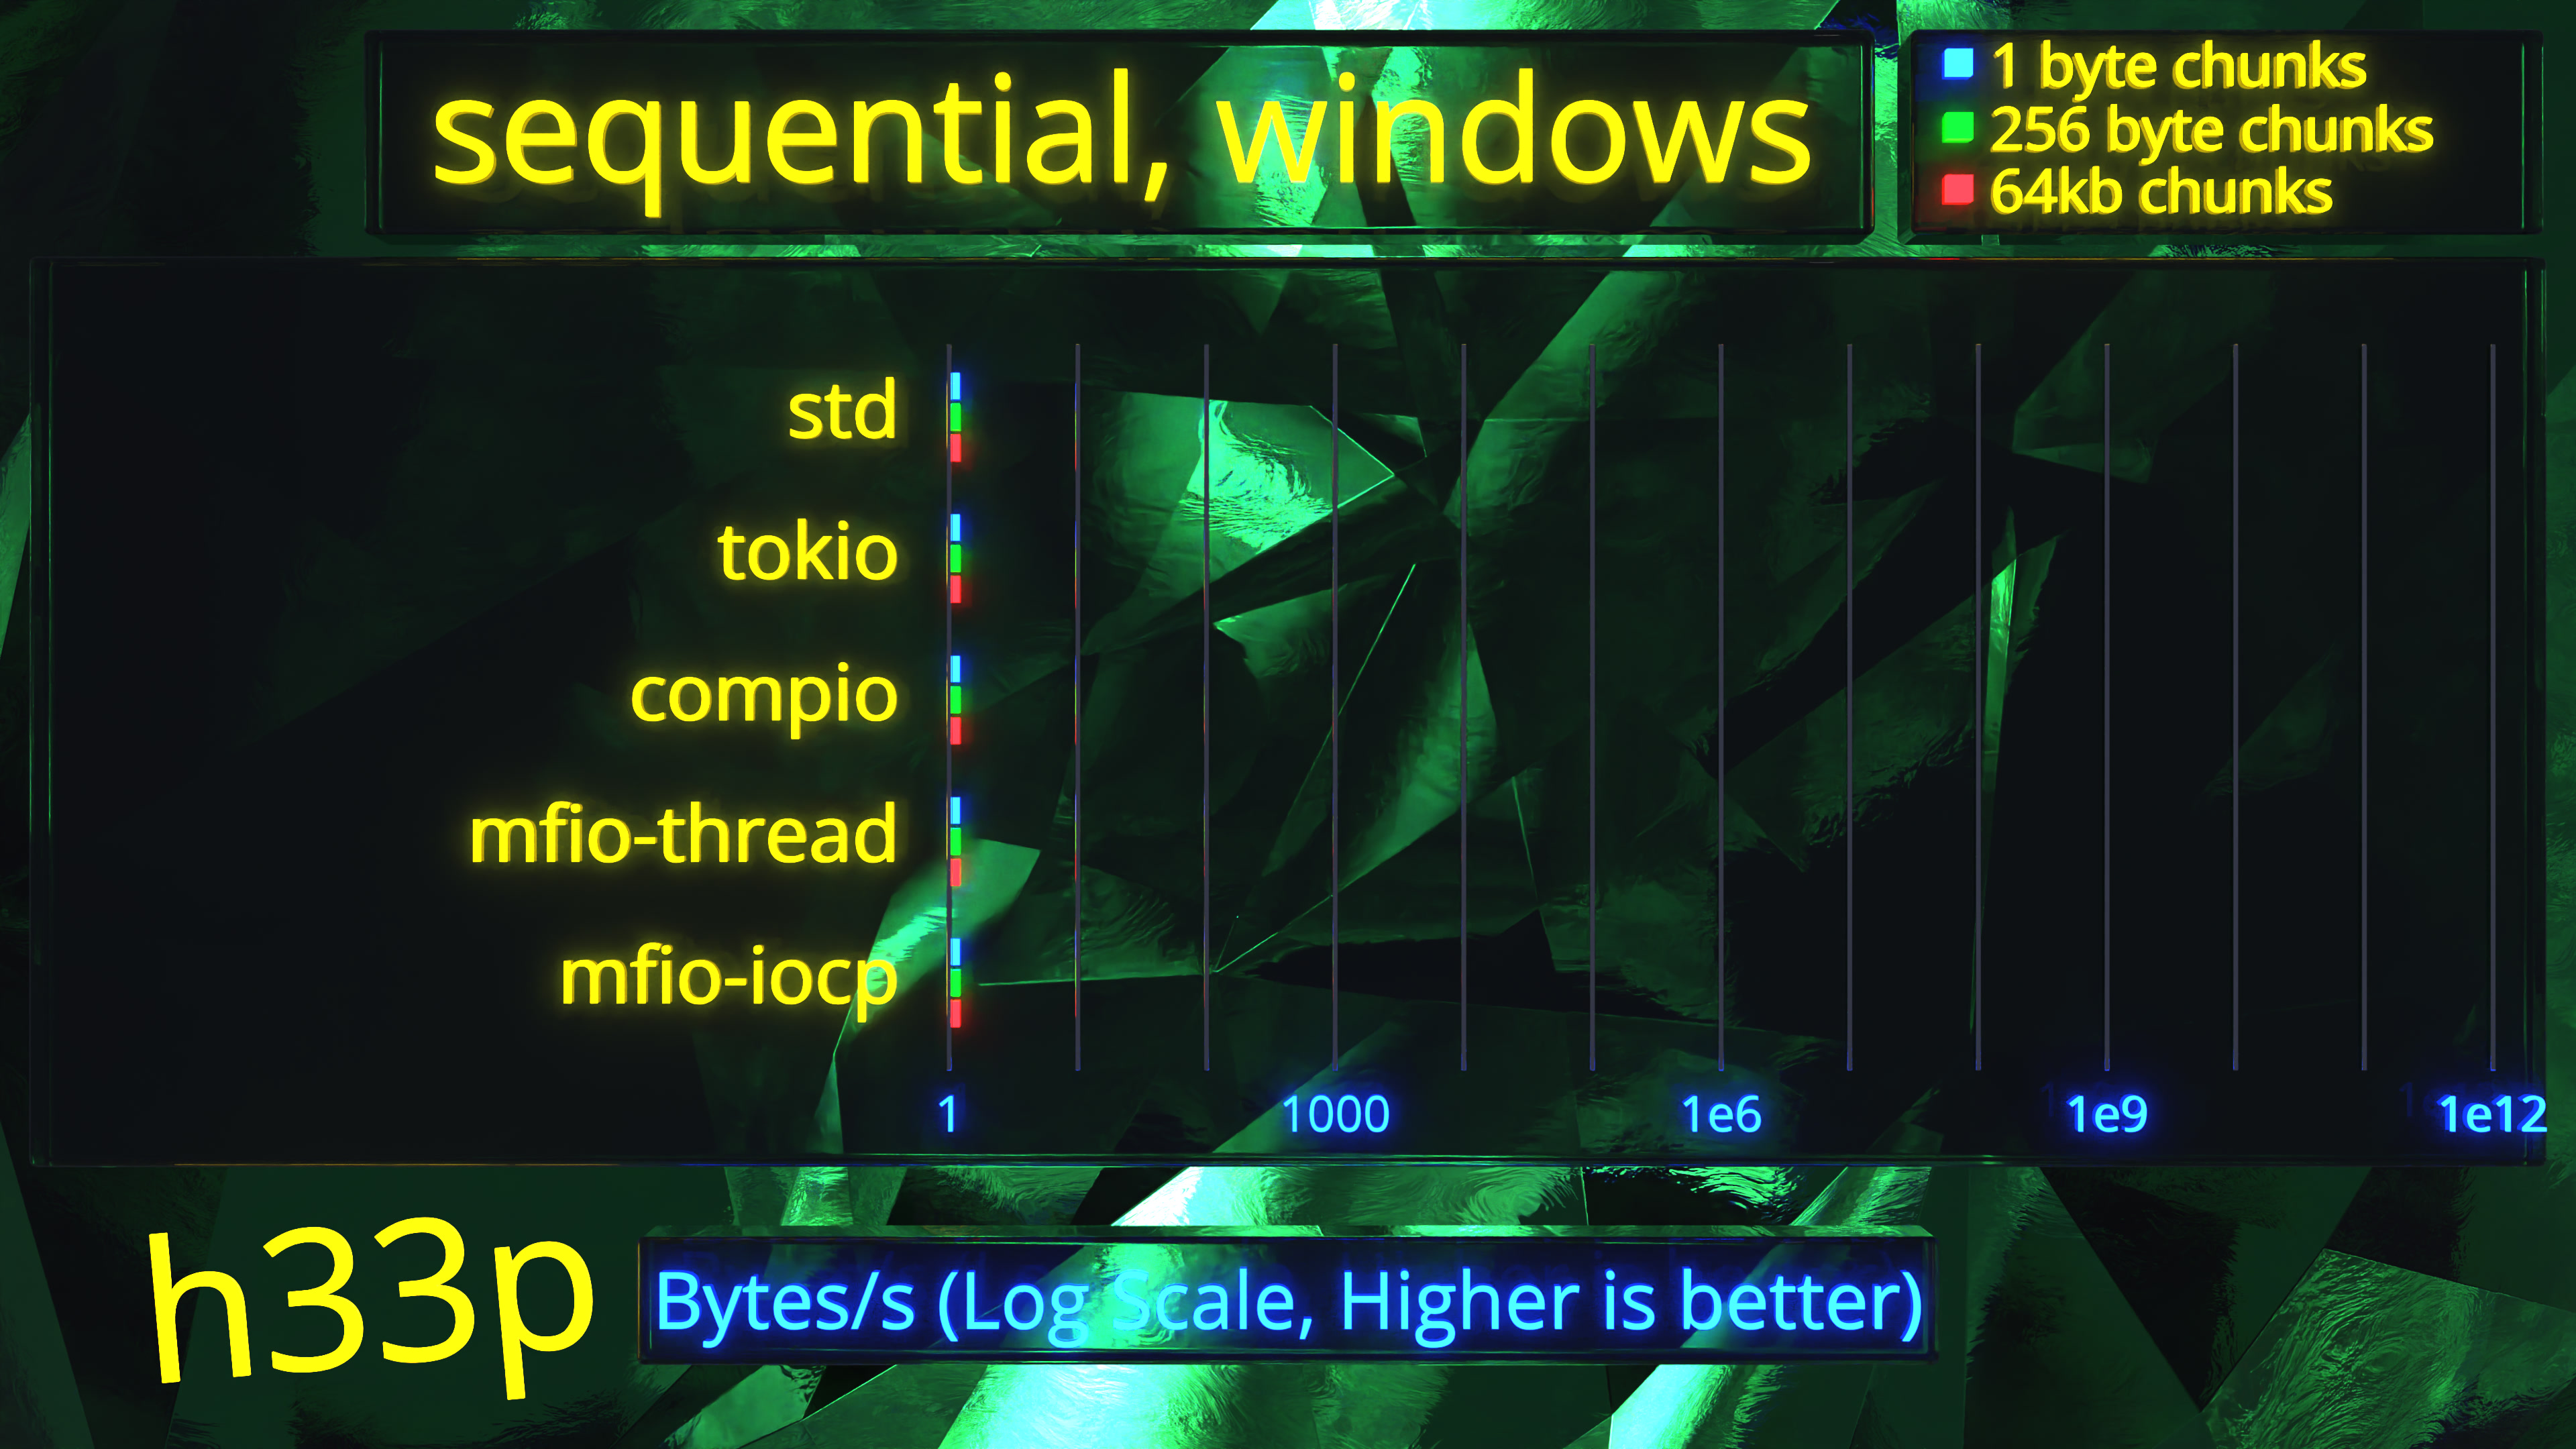 sequential, windows
1 byte chunks
256 byte chunks
64kb chunks
std
tokio
compio
mfio-thread
mfio-iocp
1 1000 1e6 1e9 1e12
h33p
Bytes/s (Log Scale, Higher is better)